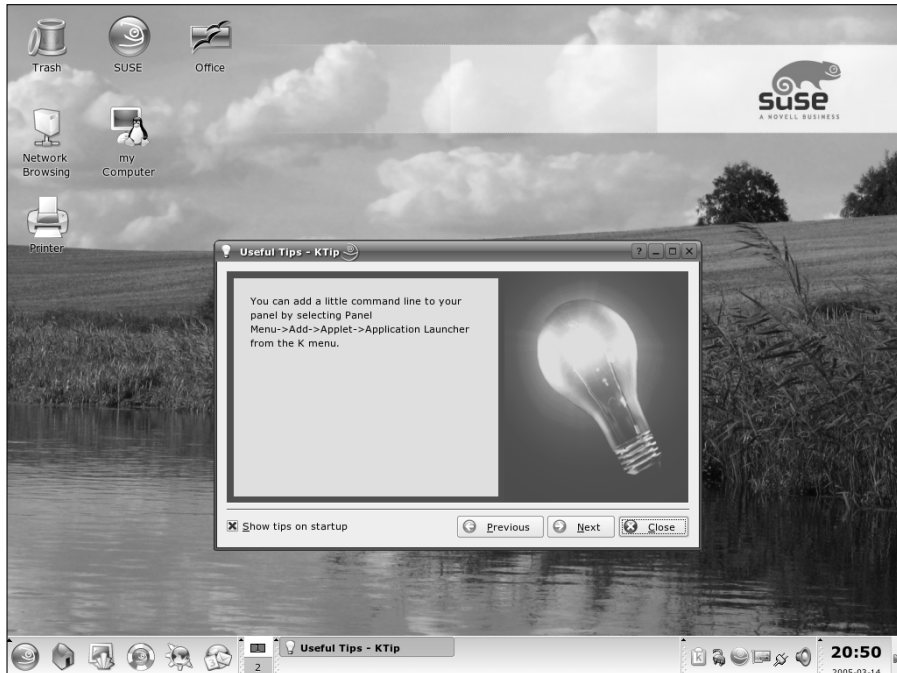 Trash
SUSE
Office
SUSE
A NOVELL BUSINESS
Network
Browsing
my
Computer
Printer
Useful Tips - KTip
You can add a little command line to your
panel by selecting Panel
Menu->Add->Applet->Application Launcher
from the K menu.
Show tips on startup
Previous
Next
Close
2
Useful Tips - KTip
20:50
2005-03-14